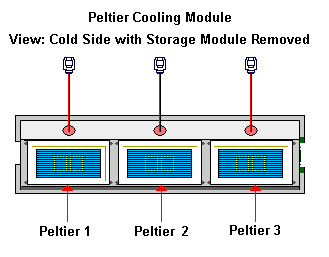 Peltier Cooling Module
View: Cold Side with Storage Module Removed
Peltier 1
Peltier 2
Peltier 3